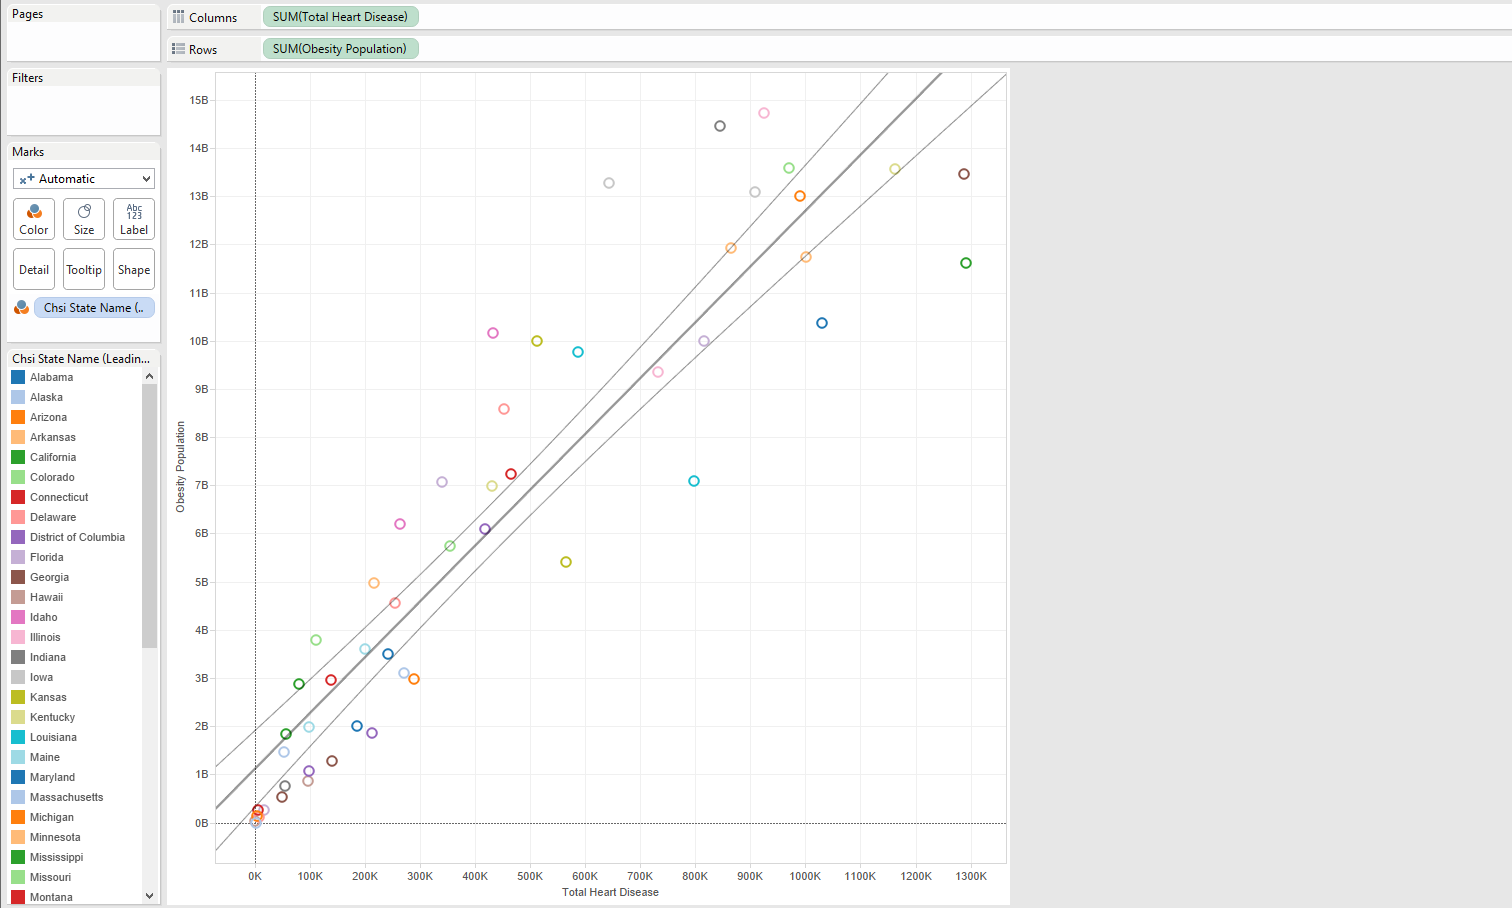 Pages
Columns
SUM(Total Heart Disease)
Rows
SUM(Obesity Population)
Filters
Marks
Automatic
Color
Size
Abc
123
Label
Detail
Tooltip
Shape
Chsi State Name (..
Chsi State Name (Leadin...
Alabama
Alaska
Arizona
Arkansas
California
Colorado
Connecticut
Delaware
District of Columbia
Florida
Georgia
Hawaii
Idaho
Illinois
Indiana
Iowa
Kansas
Kentucky
Louisiana
Maine
Maryland
Massachusetts
Michigan
Minnesota
Mississippi
Missouri
Montana
Obesity Population
15B
14B
13B
12B
11B
10B
9B
8B
7B
6B
5B
4B
3B
2B
1B
0B
0K 100K 200K 300K 400K 500K 600K 700K 800K 900K 1000K 1100K 1200K 1300K
Total Heart Disease